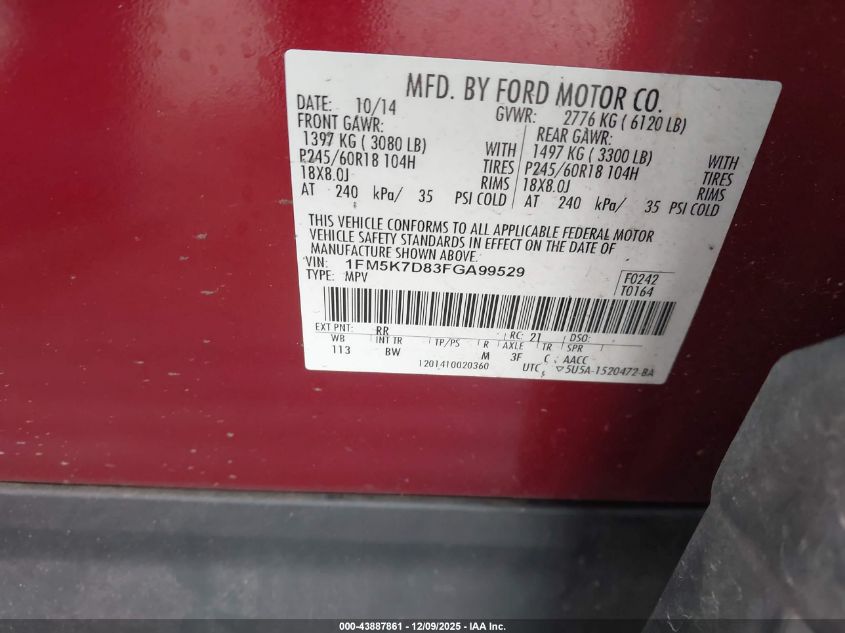 MFD. BY FORD MOTOR CO.
DATE: 10/14 GVWR: 2776 KG ( 6120 LB)
FRONT GAWR: REAR GAWR:
1397 KG ( 3080 LB) WITH 1497 KG ( 3300 LB) WITH
P245/60R18 104H TIRES P245/60R18 104H TIRES
18X8.0J RIMS 18X8.0J RIMS
AT 240 kPa/ 35 PSI COLD AT 240 kPa/ 35 PSI COLD
THIS VEHICLE CONFORMS TO ALL APPLICABLE FEDERAL MOTOR
VEHICLE SAFETY STANDARDS IN EFFECT ON THE DATE OF
MANUFACTURE SHOWN ABOVE.
VIN: 1FM5K7D83FGA99529
TYPE: MPV
F0242
T0164
EXT PNT: RR RC: 21 DSO:
WB INT TR TP/PS R AXLE TR SPR
113 BW M 3F C AACC
1201410020360 UTC ▽5U5A-1520472-BA
000-43887861 - 12/09/2025 - IAA Inc.